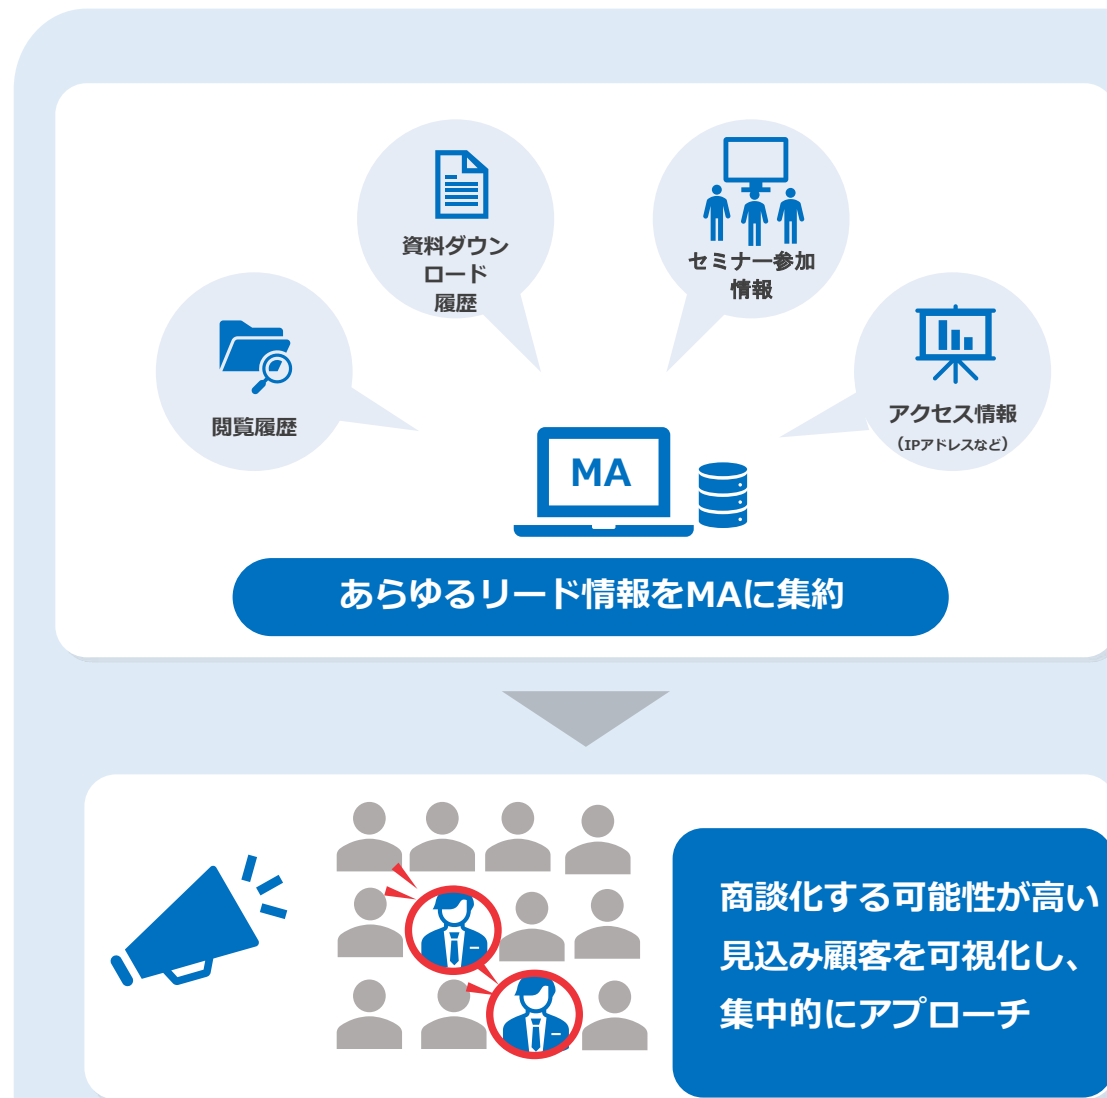 資料ダウン
ロード
履歴
セミナー参加
情報
閲覧履歴
アクセス情報
（IPアドレスなど）
MA
あらゆるリード情報をMAに集約
商談化する可能性が高い
見込み顧客を可視化し、
集中的にアプローチ